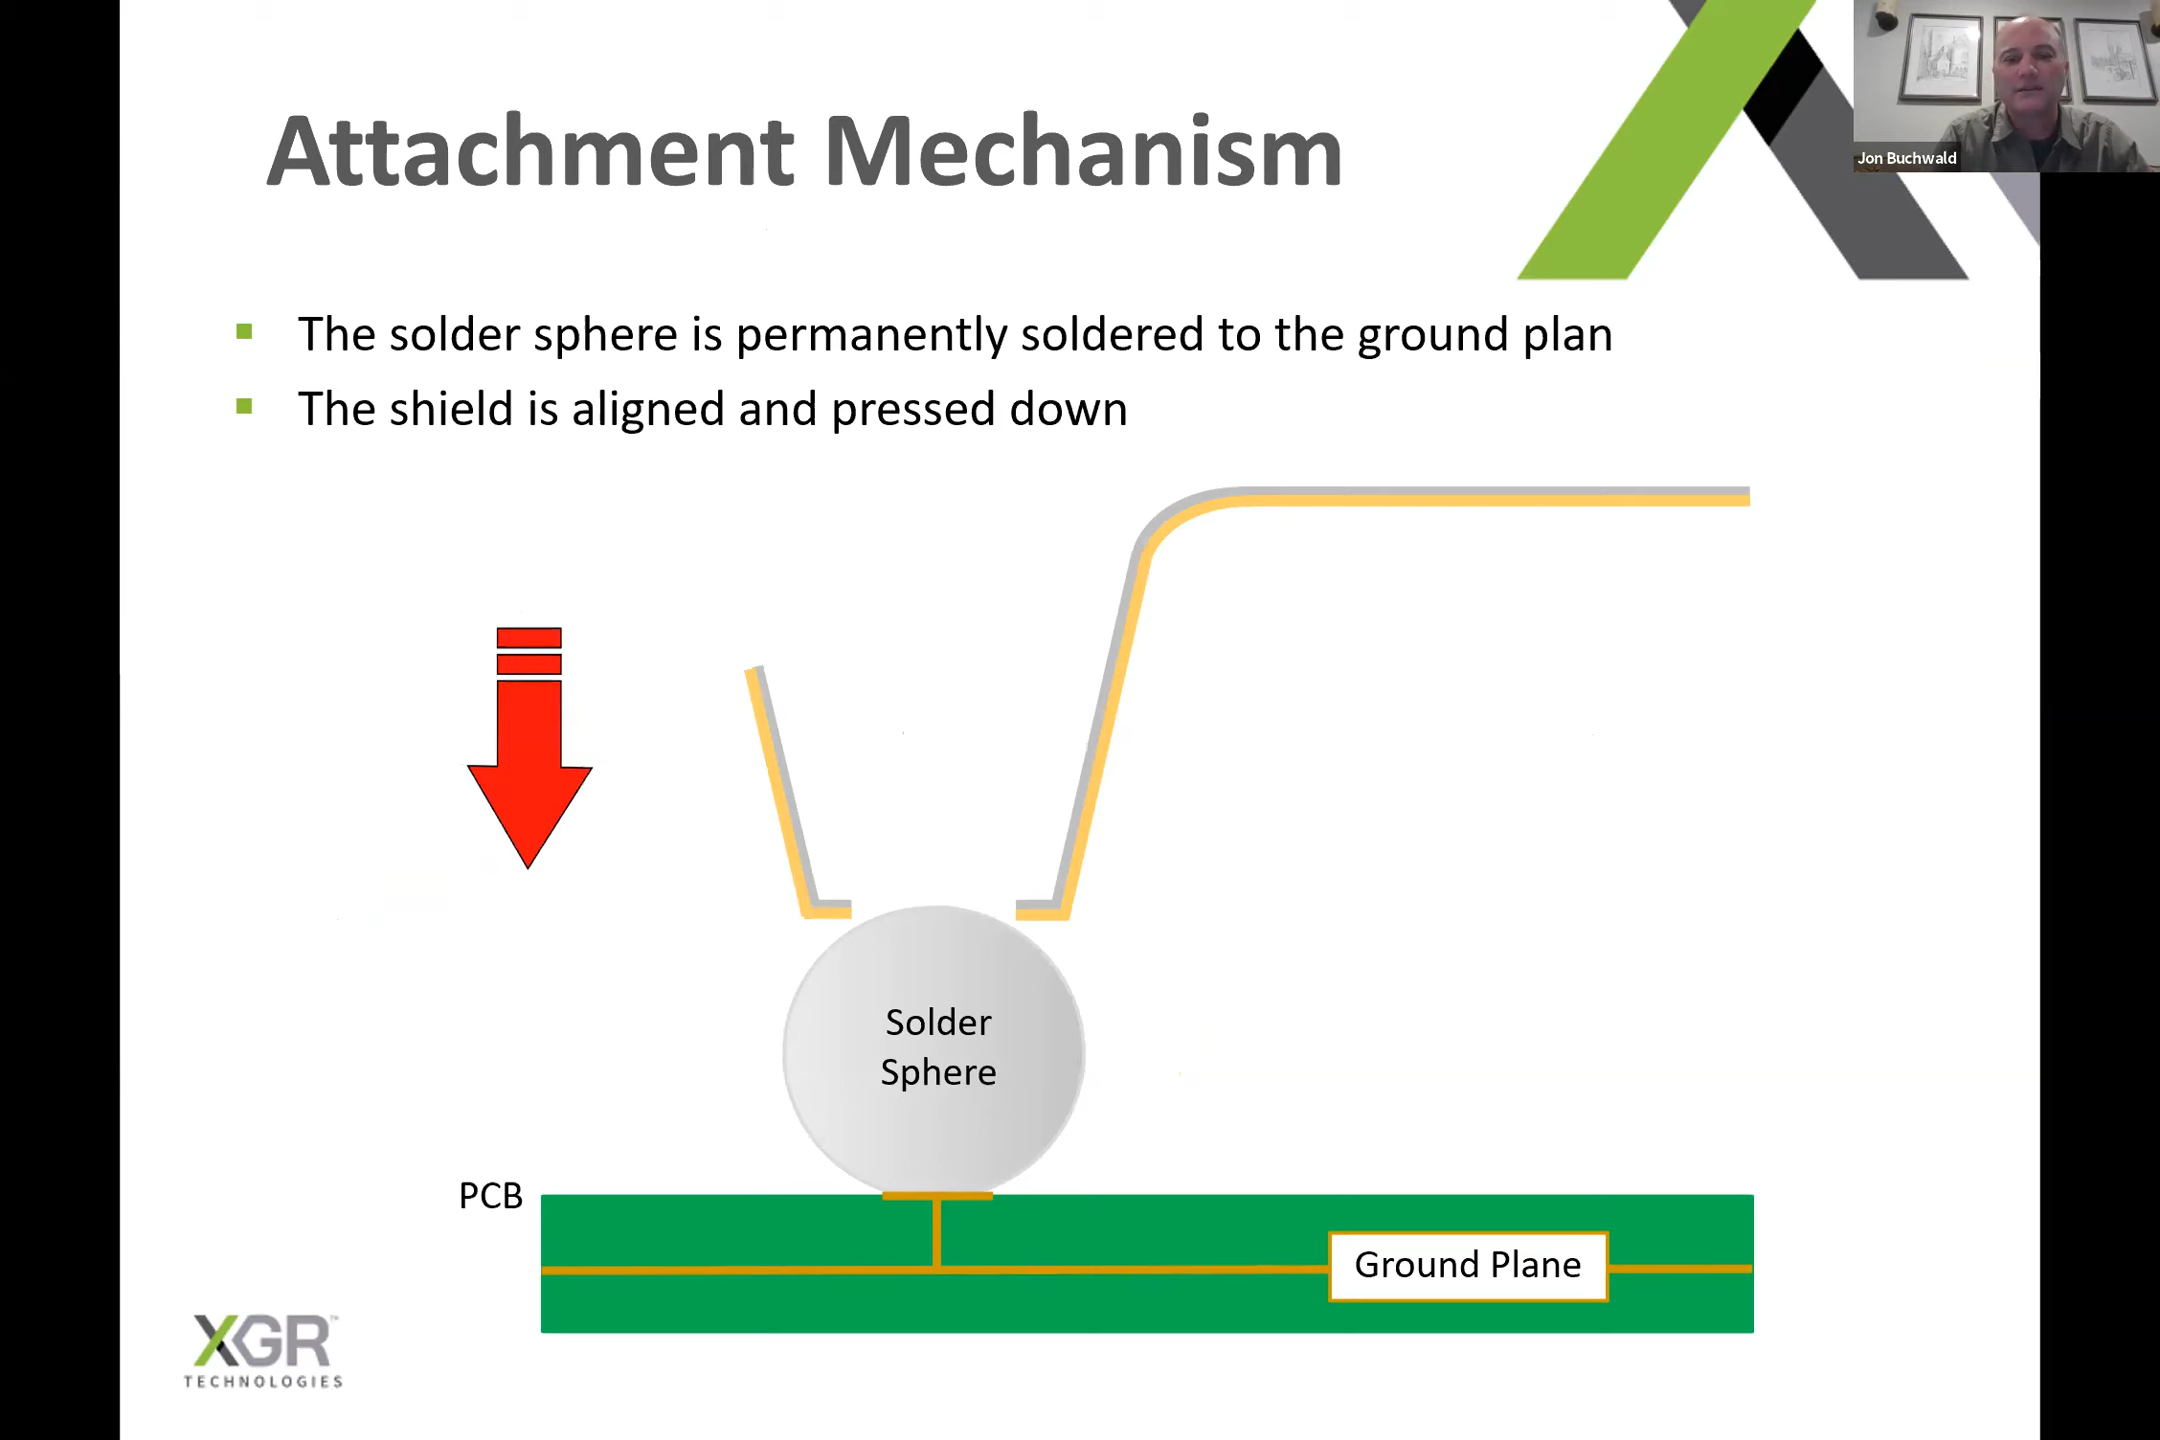 Attachment Mechanism
Jon Buchwald
The solder sphere is permanently soldered to the ground plan
The shield is aligned and pressed down
Solder
Sphere
PCB
Ground Plane
XGR™
TECHNOLOGIES